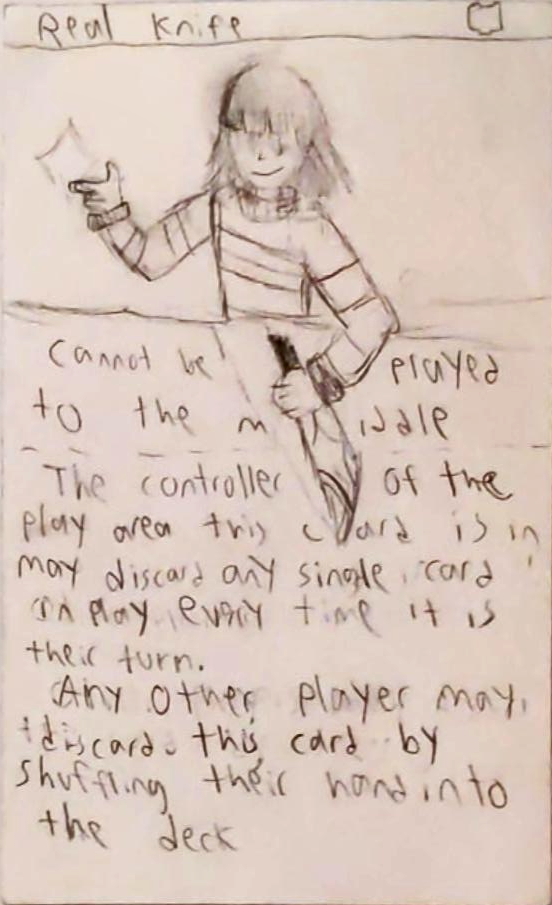 Real Knife
Cannot be played
to the middle
The controller of the
play area this card is in
may discard any single card
in play every time it is
their turn.
Any other player may
discard this card by
shuffling their hand into
the deck